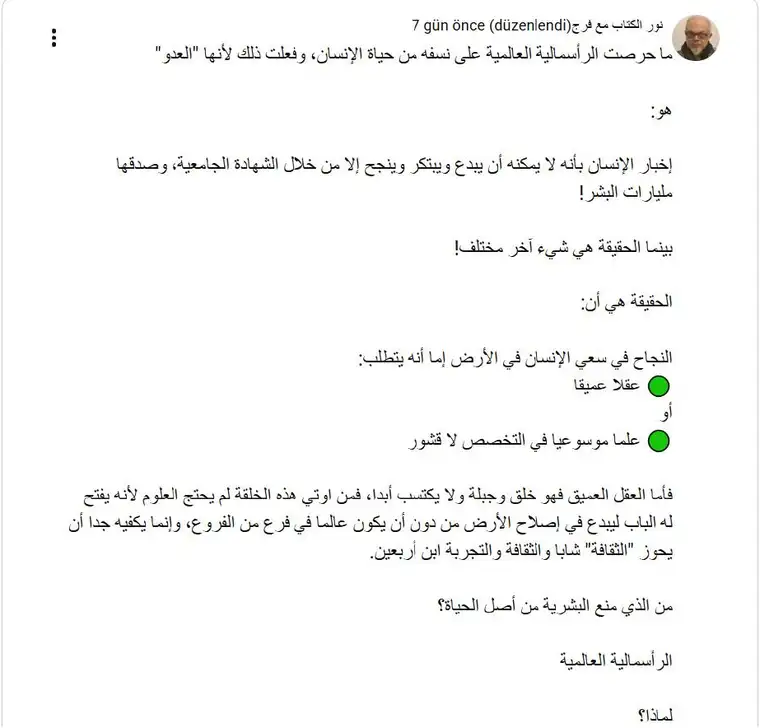 نور الكتاب مع فرج(düzenlendi) 7 gün önce
ما حرصت الرأسمالية العالمية على نسفه من حياة الإنسان، وفعلت ذلك لأنها "العدو"
هو:
إخبار الإنسان بأنه لا يمكنه أن يبدع ويبتكر وينجح إلا من خلال الشهادة الجامعية، وصدقها
مليارات البشر!
بينما الحقيقة هي شيء آخر مختلف!
الحقيقة هي أن:
النجاح في سعي الإنسان في الأرض إما أنه يتطلب:
عقلا عميقا
أو
علما موسوعيا في التخصص لا قشور
فأما العقل العميق فهو خلق وجبلة ولا يكتسب أبدا، فمن اوتي هذه الخلقة لم يحتج العلوم لأنه يفتح
له الباب ليبدع في إصلاح الأرض من دون أن يكون عالما في فرع من الفروع، وإنما يكفيه جدا أن
يحوز "الثقافة" شابا والثقافة والتجربة ابن أربعين.
من الذي منع البشرية من أصل الحياة؟
الرأسمالية العالمية
لماذا؟